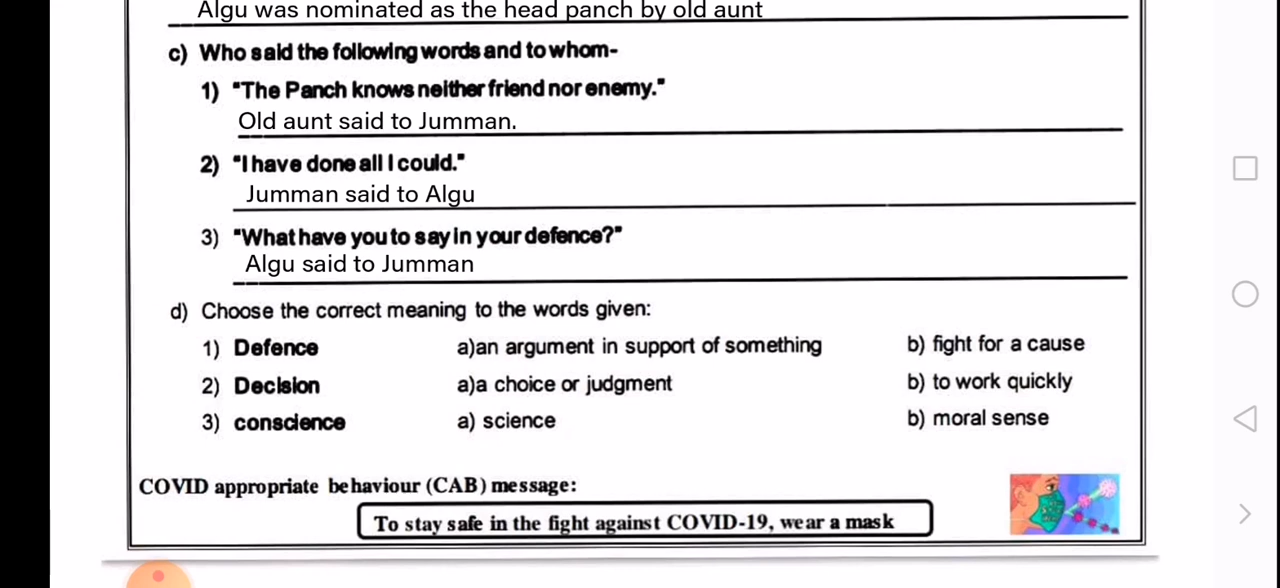 Algu was nominated as the head panch by old aunt
c) Who said the following words and to whom-
1) "The Panch knows neither friend nor enemy."
Old aunt said to Jumman.
2) "I have done all I could."
Jumman said to Algu
3) "What have you to say in your defence?"
Algu said to Jumman
d) Choose the correct meaning to the words given:
1) Defence a)an argument in support of something b) fight for a cause
2) Decision a)a choice or judgment b) to work quickly
3) conscience a) science b) moral sense
COVID appropriate behaviour (CAB) message:
To stay safe in the fight against COVID-19, wear a mask